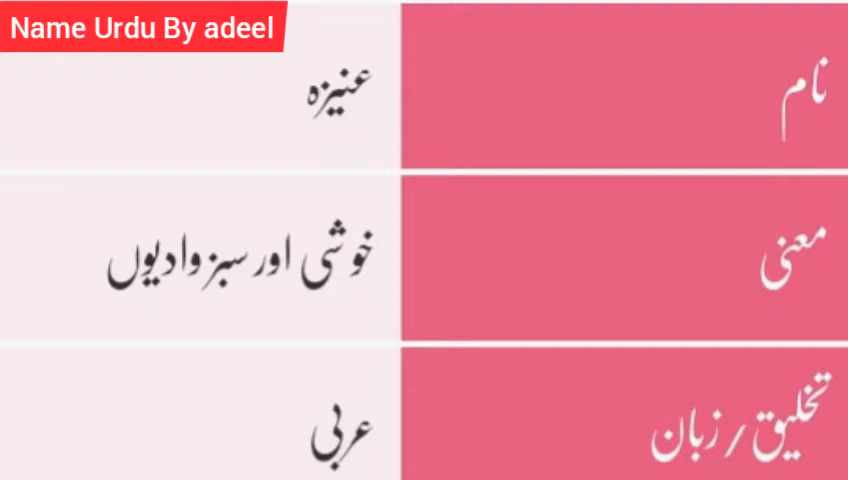 Name Urdu By adeel
نام عنیزہ
معنی خوشی اور سبز وادیوں
تخلیق / زبان عربی